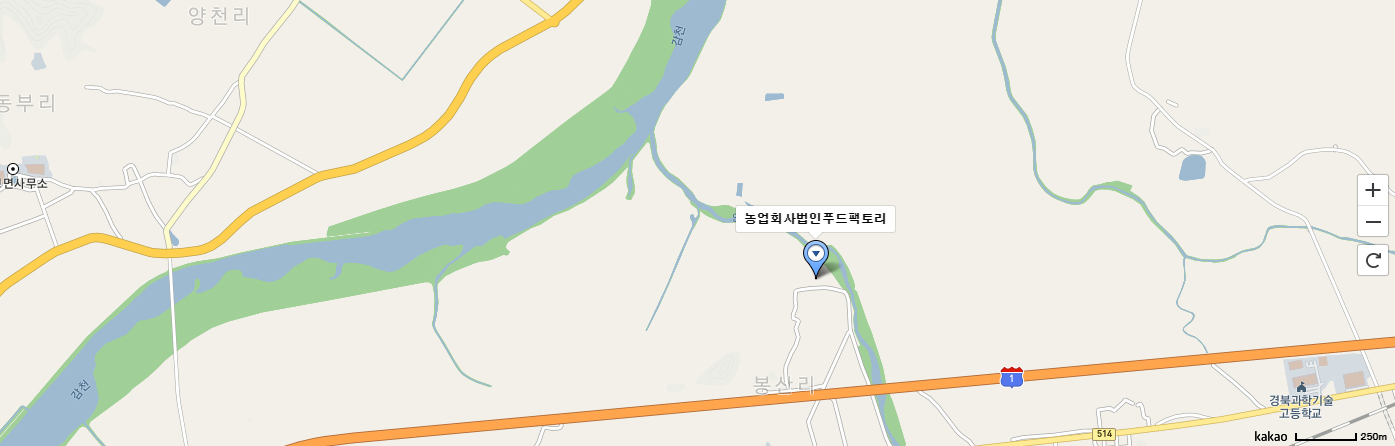 양천리
감천
동부리
면사무소
농업회사법인푸드팩토리
봉산리
감천
1
경북과학기술
고등학교
514
kakao
250m